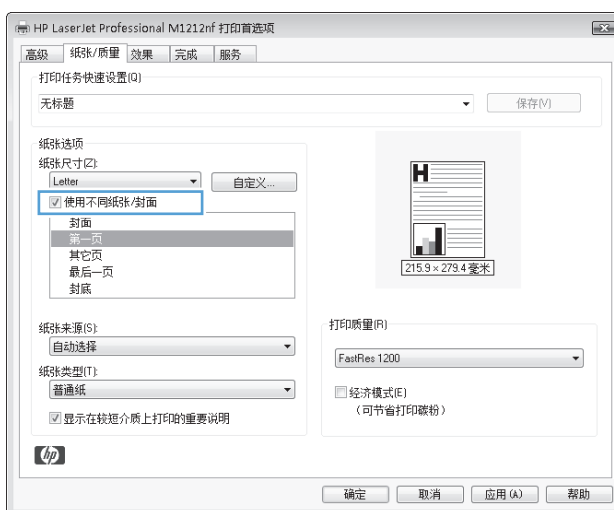 HP LaserJet Professional M1212nf 打印首选项
高级 纸张/质量 效果 完成 服务
打印任务快速设置(Q)
无标题
保存(V)
纸张选项
纸张尺寸(Z):
Letter
自定义...
使用不同纸张/封面
封面
第一页
其它页
最后一页
封底
H
215.9 × 279.4 毫米
纸张来源(S):
自动选择
纸张类型(T):
普通纸
显示在较短介质上打印的重要说明
打印质量(R)
FastRes 1200
经济模式(E)
(可节省打印碳粉)
hp
确定 取消 应用(A) 帮助